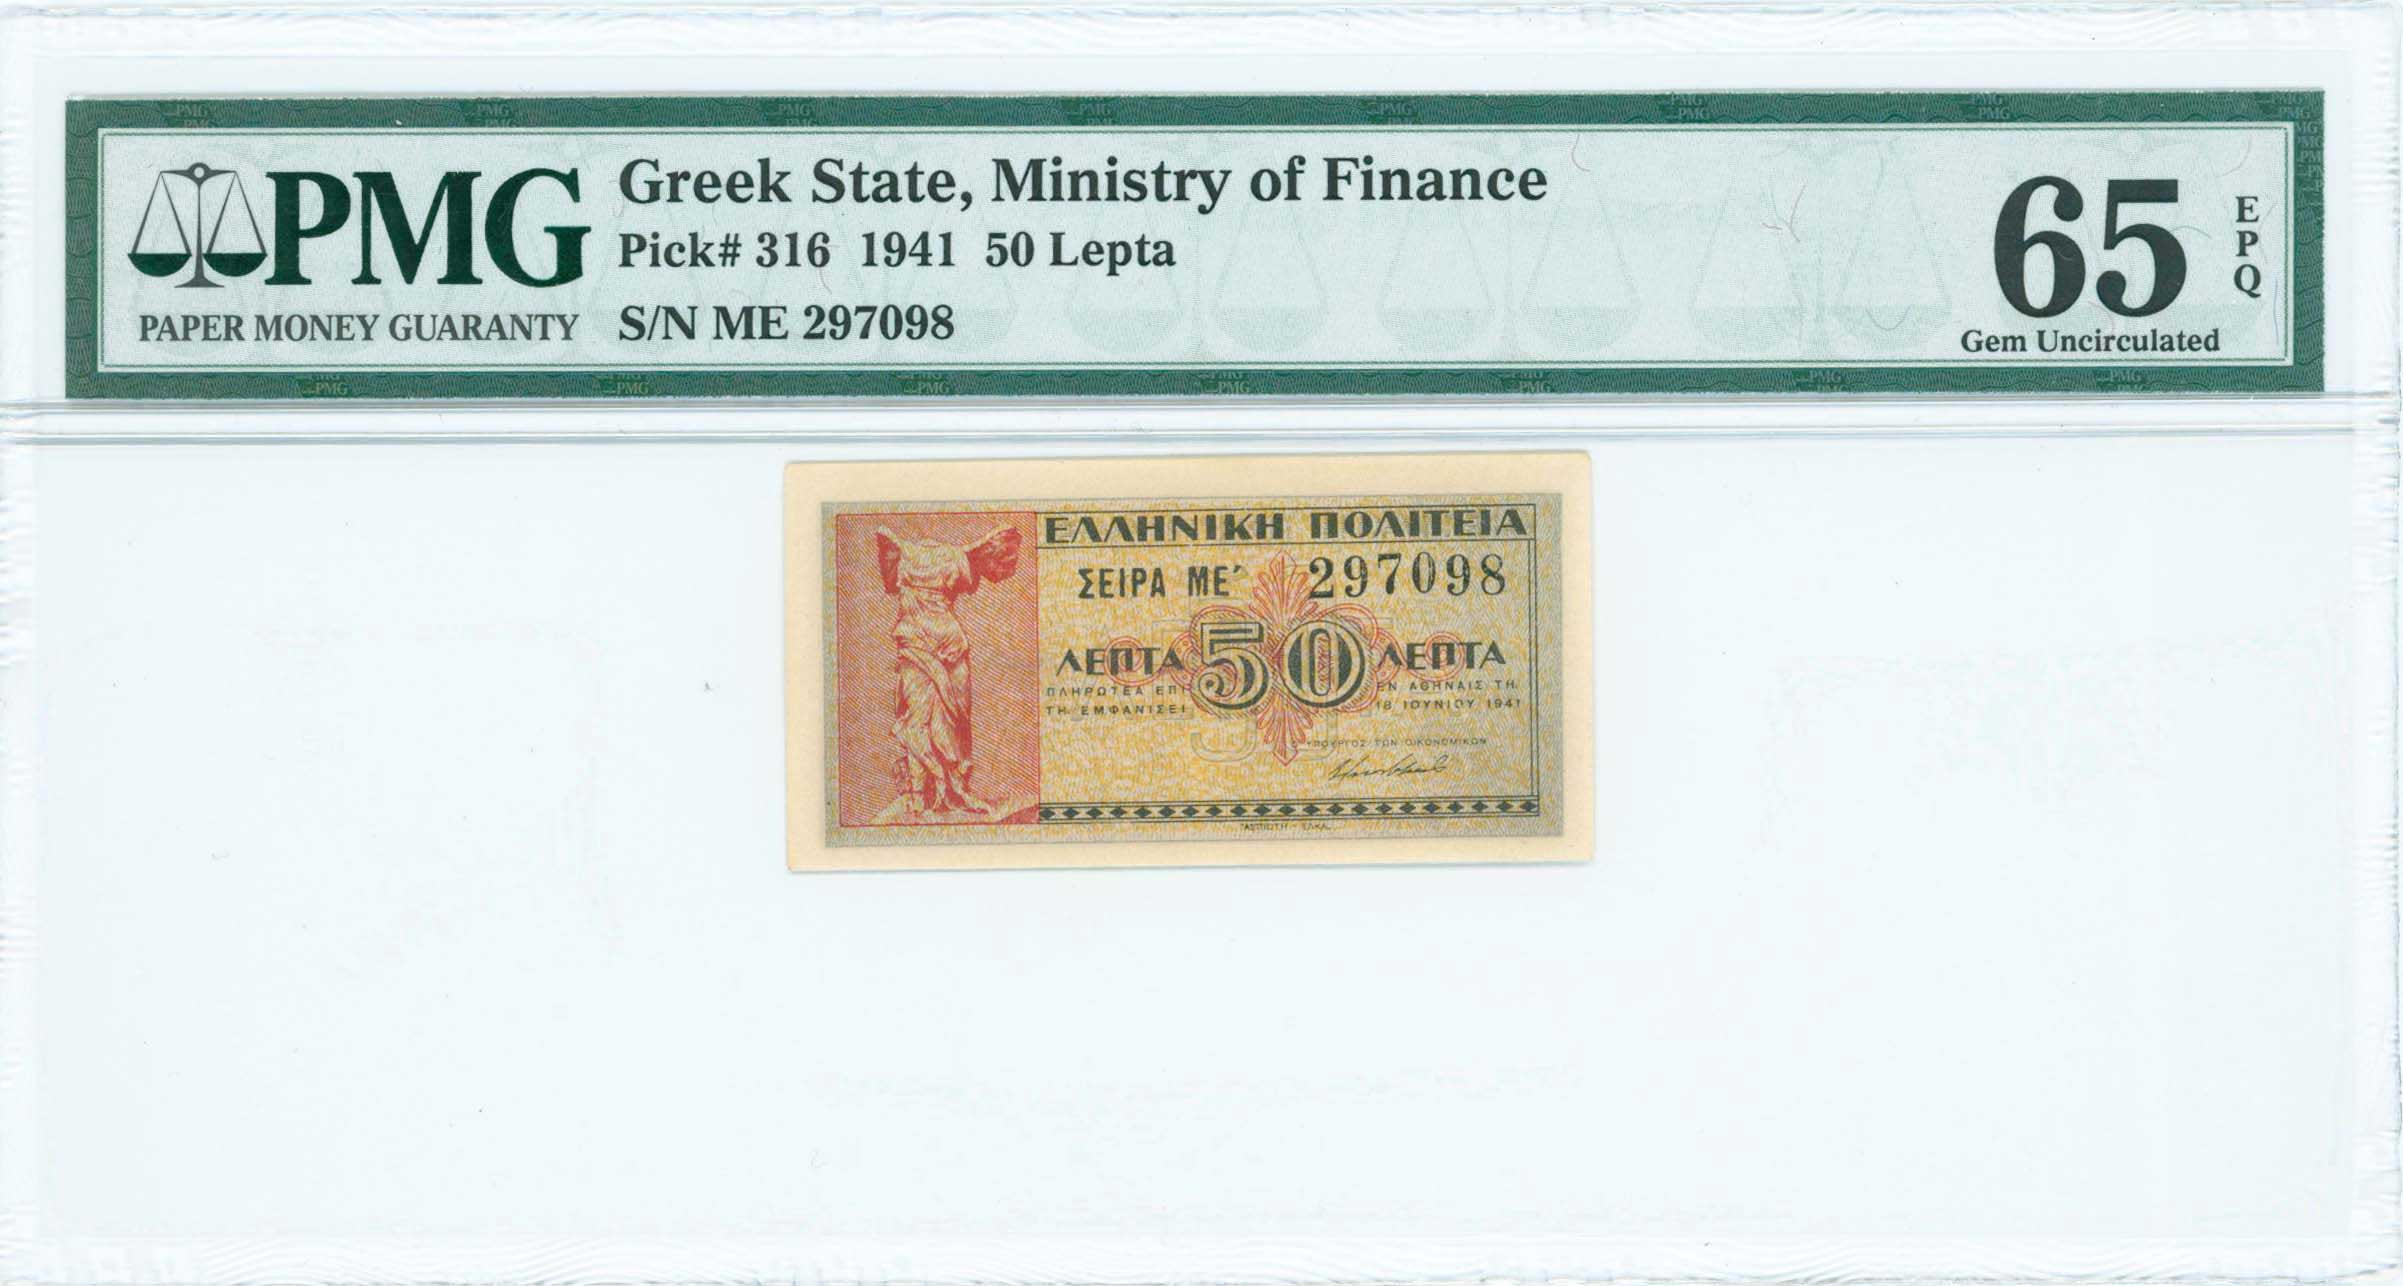 PMG
PAPER MONEY GUARANTY
Greek State, Ministry of Finance
Pick# 316 1941 50 Lepta
S/N ME 297098
65
EPQ
Gem Uncirculated
ΕΛΛΗΝΙΚΗ ΠΟΛΙΤΕΙΑ
ΣΕΙΡΑ ΜΕ´ 297098
ΛΕΠΤΑ 50 ΛΕΠΤΑ
ΠΛΗΡΩΤΕΑ ΕΠΙ
ΤΗ ΕΜΦΑΝΙΣΕΙ
ΕΝ ΑΘΗΝΑΙΣ ΤΗ
18 ΙΟΥΝΙΟΥ 1941
Ο ΥΠΟΥΡΓΟΣ ΤΩΝ ΟΙΚΟΝΟΜΙΚΩΝ